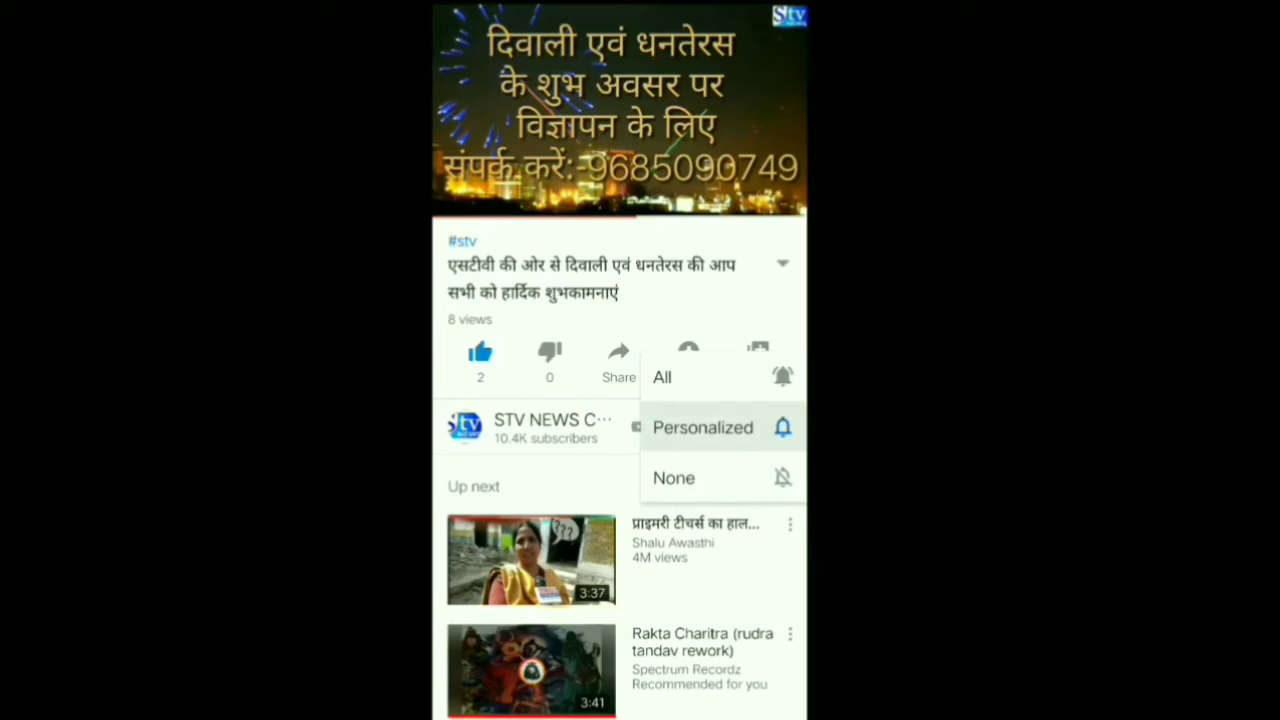 Stv
NEWS
दिवाली एवं धनतेरस
के शुभ अवसर पर
विज्ञापन के लिए
संपर्क करें:-9685090749
#stv
एसटीवी की ओर से दिवाली एवं धनतेरस की आप
सभी को हार्दिक शुभकामनाएं
8 views
2
0
Share
All
Personalized
None
Stv
STV NEWS C···
10.4K subscribers
Up next
???
3:37
प्राइमरी टीचर्स का हाल...
Shalu Awasthi
4M views
3:41
Rakta Charitra (rudra
tandav rework)
Spectrum Recordz
Recommended for you